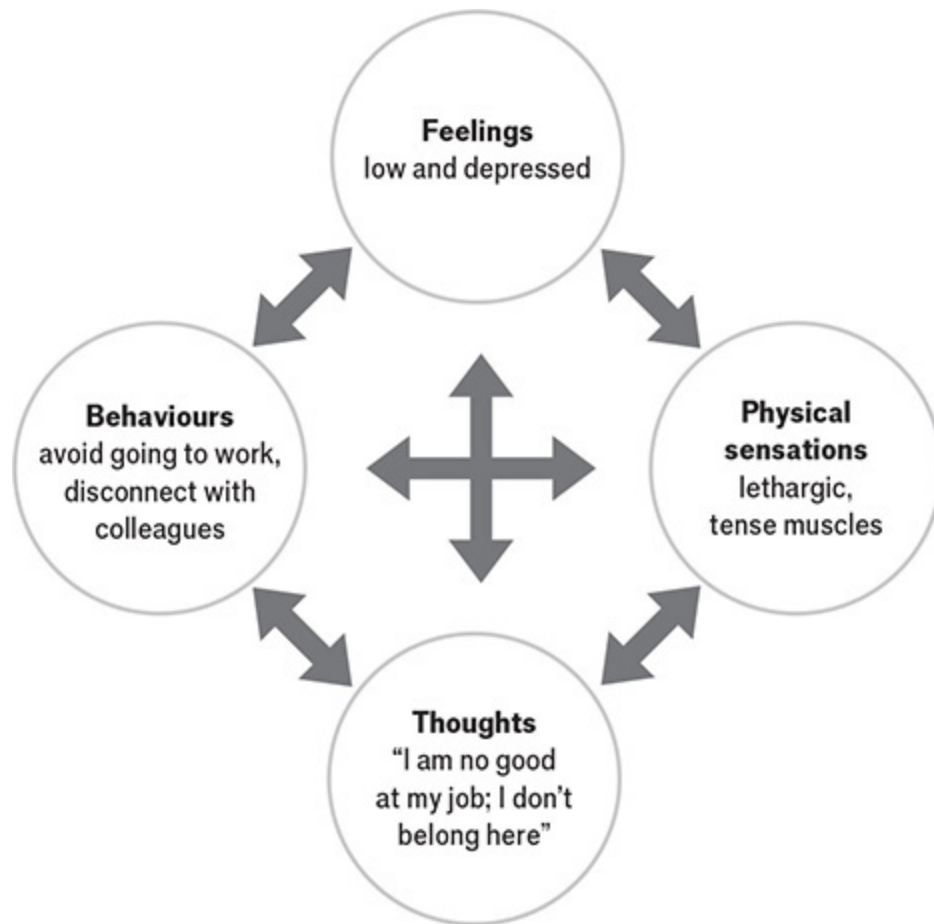 Feelings
low and depressed
Behaviours
avoid going to work,
disconnect with
colleagues
Physical
sensations
lethargic,
tense muscles
Thoughts
“I am no good
at my job; I don’t
belong here”